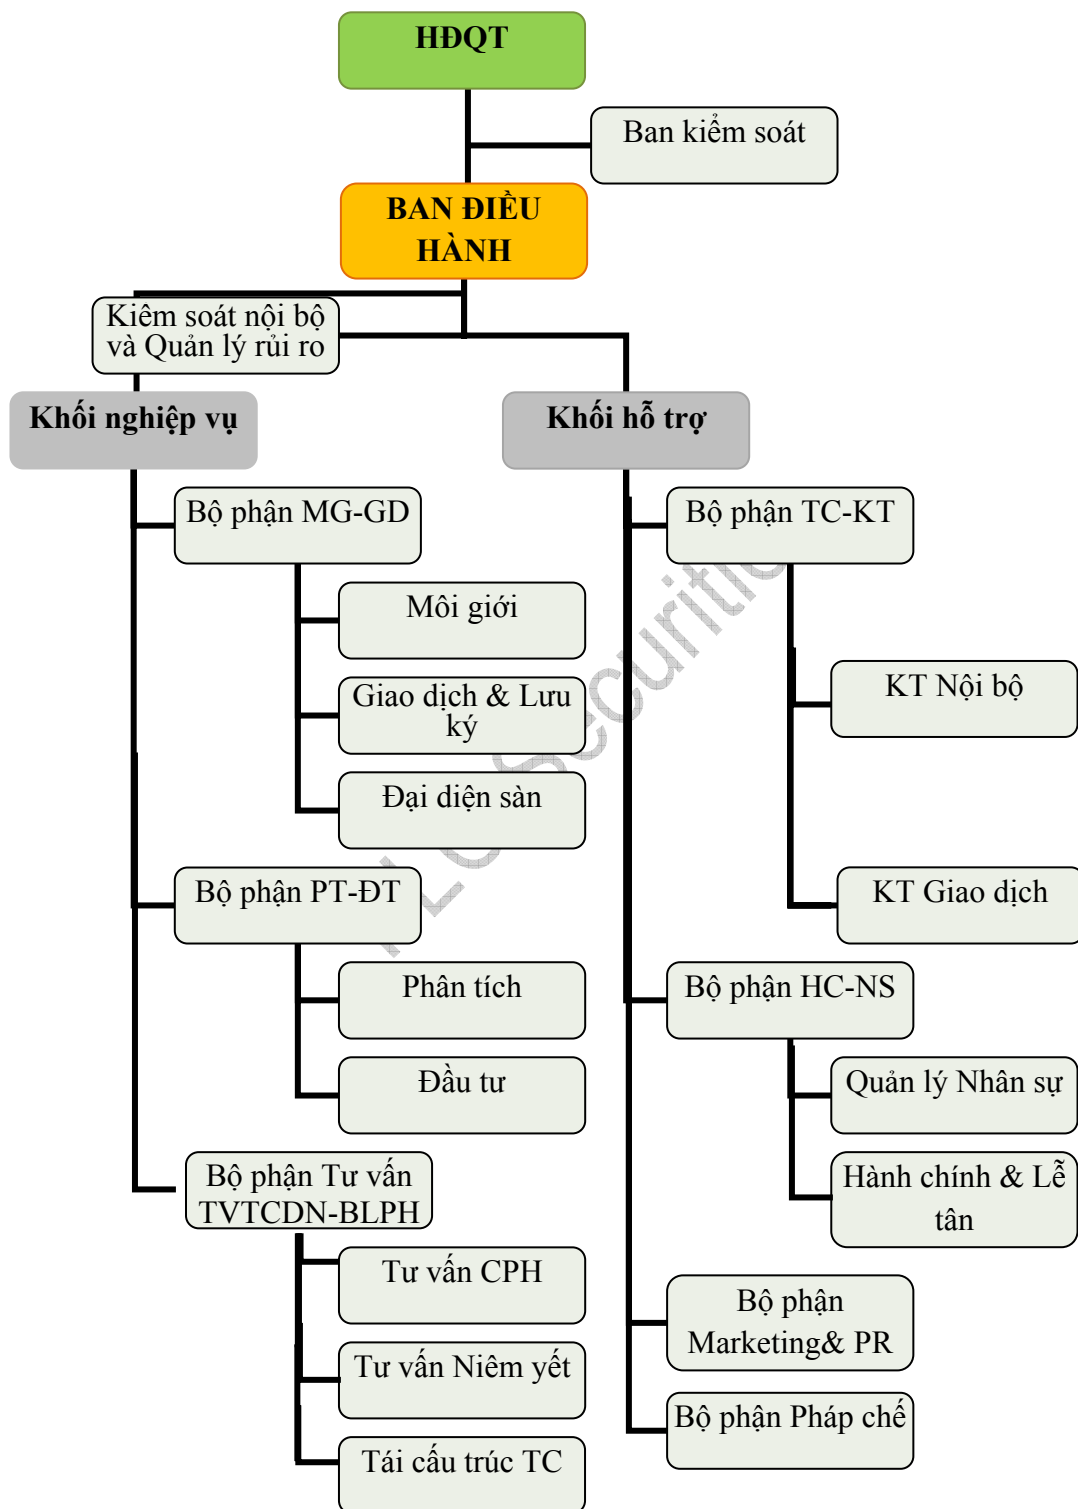 HĐQT
Ban kiểm soát
BAN ĐIỀU
HÀNH
Kiêm soát nội bộ
và Quản lý rủi ro
Khối nghiệp vụ
Khối hỗ trợ
Bộ phận MG-GD
Môi giới
Giao dịch & Lưu
ký
Đại diện sàn
Bộ phận PT-ĐT
Phân tích
Đầu tư
Bộ phận Tư vấn
TVTCDN-BLPH
Tư vấn CPH
Tư vấn Niêm yết
Tái cấu trúc TC
Bộ phận TC-KT
KT Nội bộ
KT Giao dịch
Bộ phận HC-NS
Quản lý Nhân sự
Hành chính & Lễ
tân
Bộ phận
Marketing& PR
Bộ phận Pháp chế